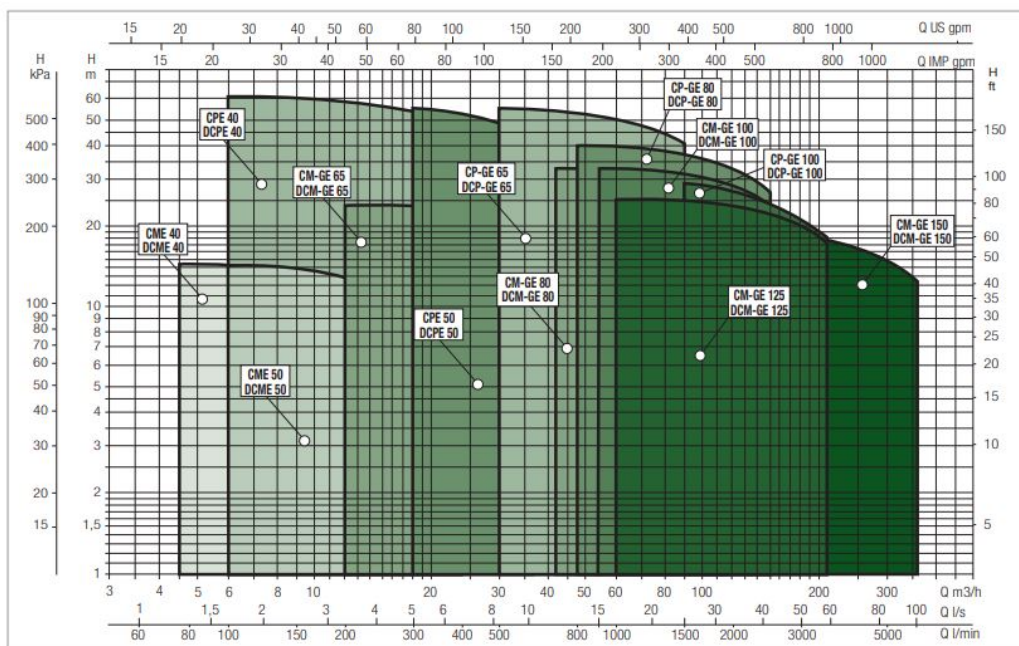 15 20 30 40 50 60 80 100 150 200 300 400 500 800 1000 Q US gpm
15 20 30 40 50 60 70 80 100 150 200 300 400 500 800 1000 Q IMP gpm
H
kPa
H
m
H
ft
500
400
300
200
100
90
80
70
60
50
40
30
20
15
60
50
40
30
20
10
9
8
7
6
5
4
3
2
1,5
1
CPE 40
DCPE 40
CM-GE 65
DCM-GE 65
CP-GE 65
DCP-GE 65
CP-GE 80
DCP-GE 80
CM-GE 100
DCM-GE 100
CP-GE 100
DCP-GE 100
CME 40
DCME 40
CM-GE 150
DCM-GE 150
CM-GE 80
DCM-GE 80
CM-GE 125
DCM-GE 125
CPE 50
DCPE 50
CME 50
DCME 50
150
100
90
80
60
50
40
35
30
25
20
15
10
5
3 4 5 6 8 10 20 30 40 50 60 80 100 200 300 Q m3/h
1 1,5 2 3 4 5 6 8 10 15 20 30 40 50 60 80 100 Q l/s
60 80 100 150 200 300 400 500 800 1000 1500 2000 3000 5000 Q l/min